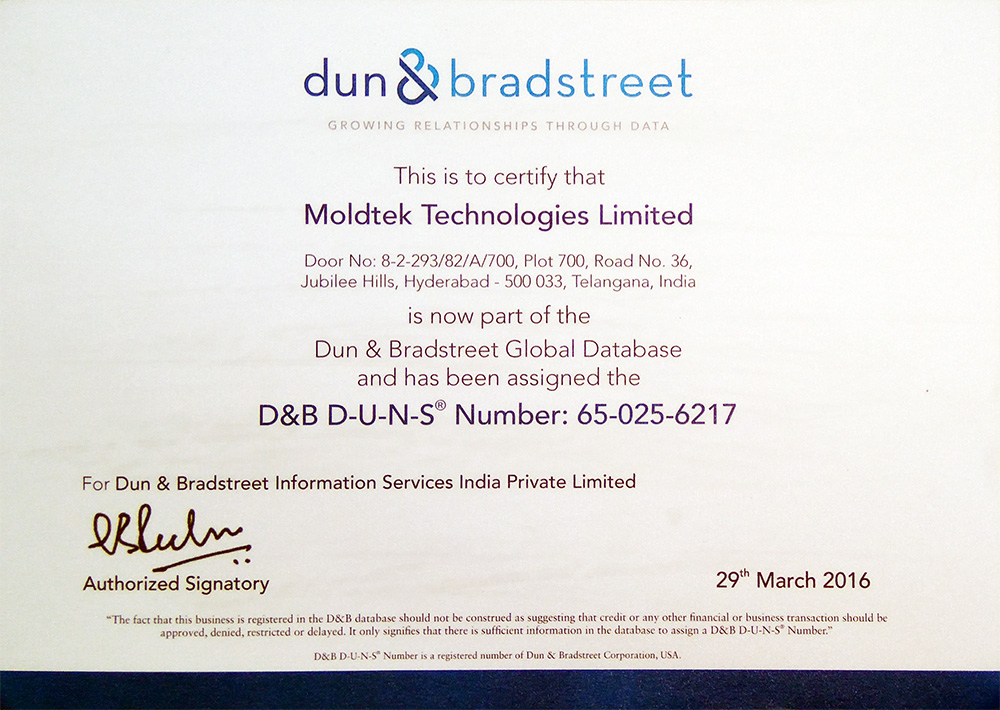 dun & bradstreet
GROWING RELATIONSHIPS THROUGH DATA
This is to certify that
Moldtek Technologies Limited
Door No: 8-2-293/82/A/700, Plot 700, Road No. 36,
Jubilee Hills, Hyderabad - 500 033, Telangana, India
is now part of the
Dun & Bradstreet Global Database
and has been assigned the
D&B D-U-N-S® Number: 65-025-6217
For Dun & Bradstreet Information Services India Private Limited
Authorized Signatory
29th March 2016
"The fact that this business is registered in the D&B database should not be construed as suggesting that credit or any other financial or business transaction should be
approved, denied, restricted or delayed. It only signifies that there is sufficient information in the database to assign a D&B D-U-N-S® Number."
D&B D-U-N-S® Number is a registered number of Dun & Bradstreet Corporation, USA.